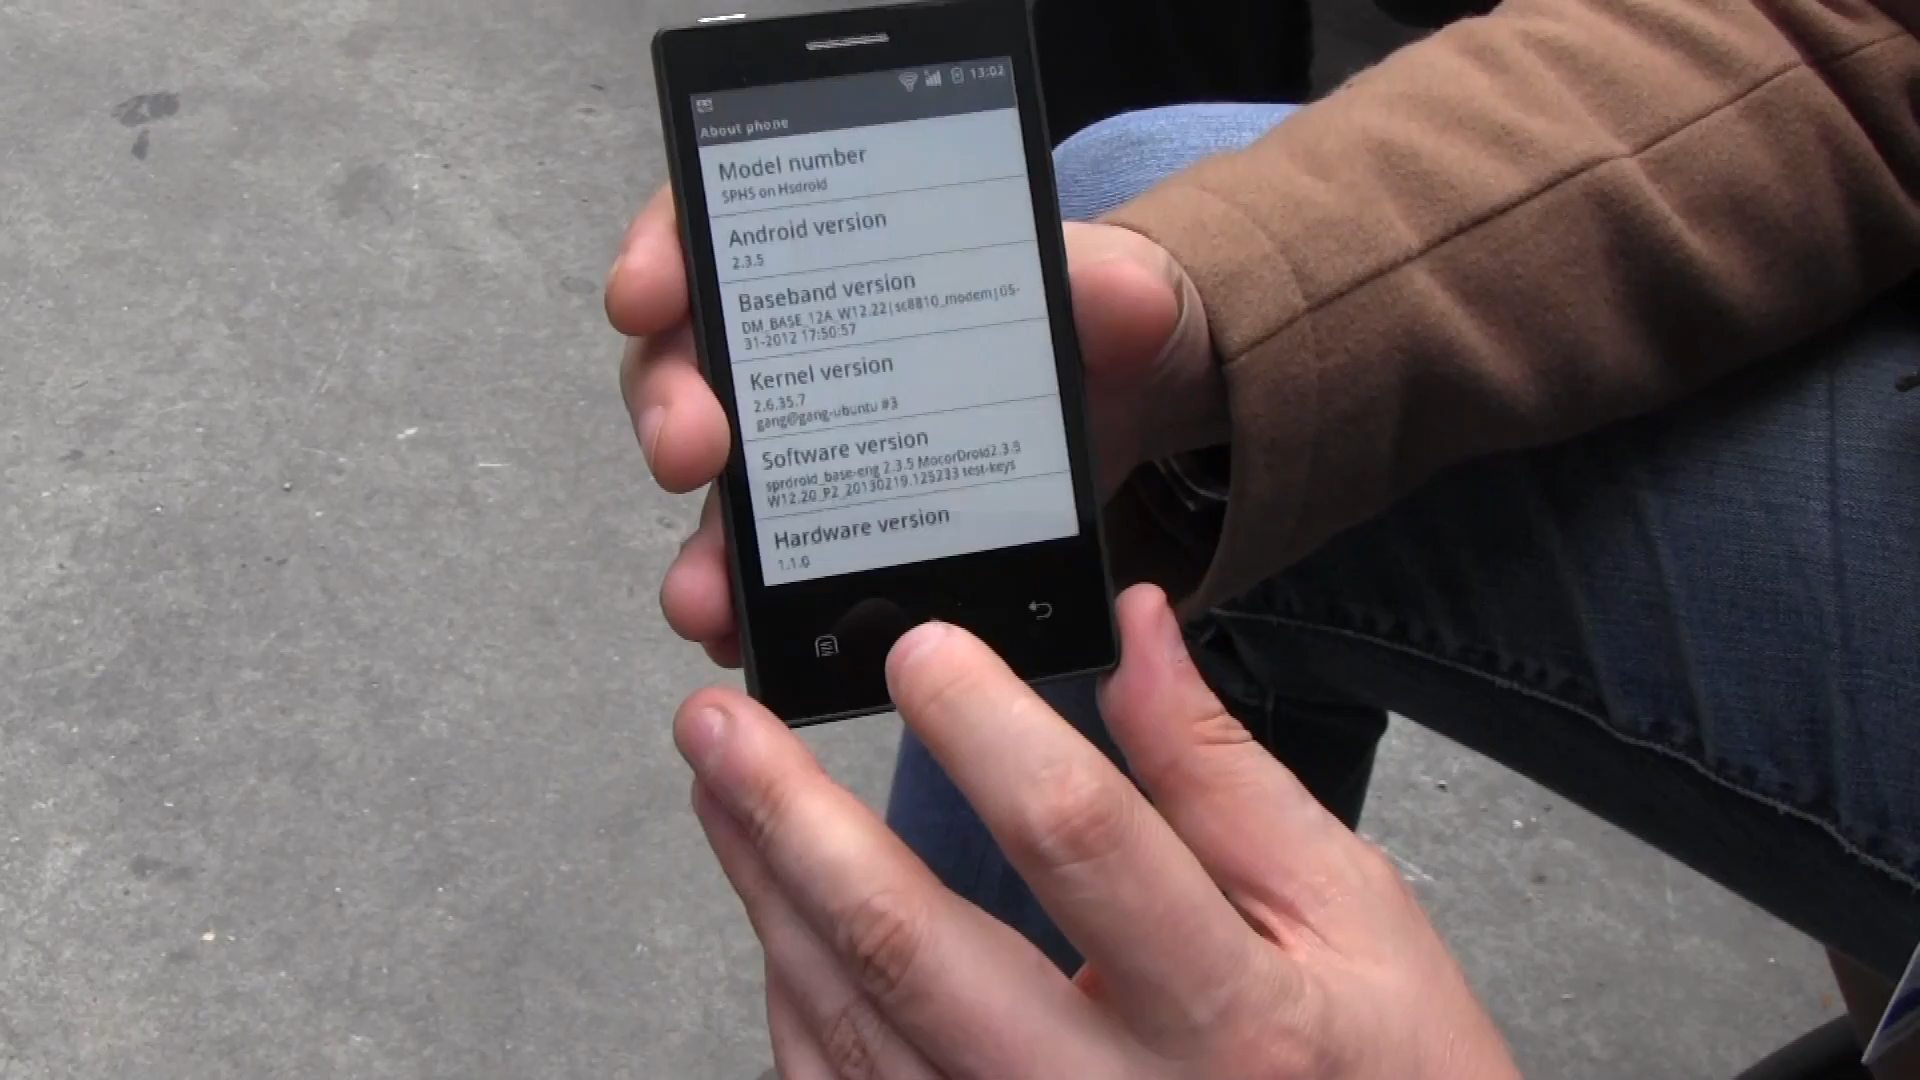 13:02
About phone
Model number
SPHS on Hsdroid
Android version
2.3.5
Baseband version
DM_BASE_12A_W12.22|sc8810_modem|05-
31-2012 17:50:57
Kernel version
2.6.35.7
gang@gang-ubuntu #3
Software version
sprdroid_base-eng 2.3.5 MocorDroid2.3.5
W12.20_P2_20130219.125233 test-keys
Hardware version
1.1.0